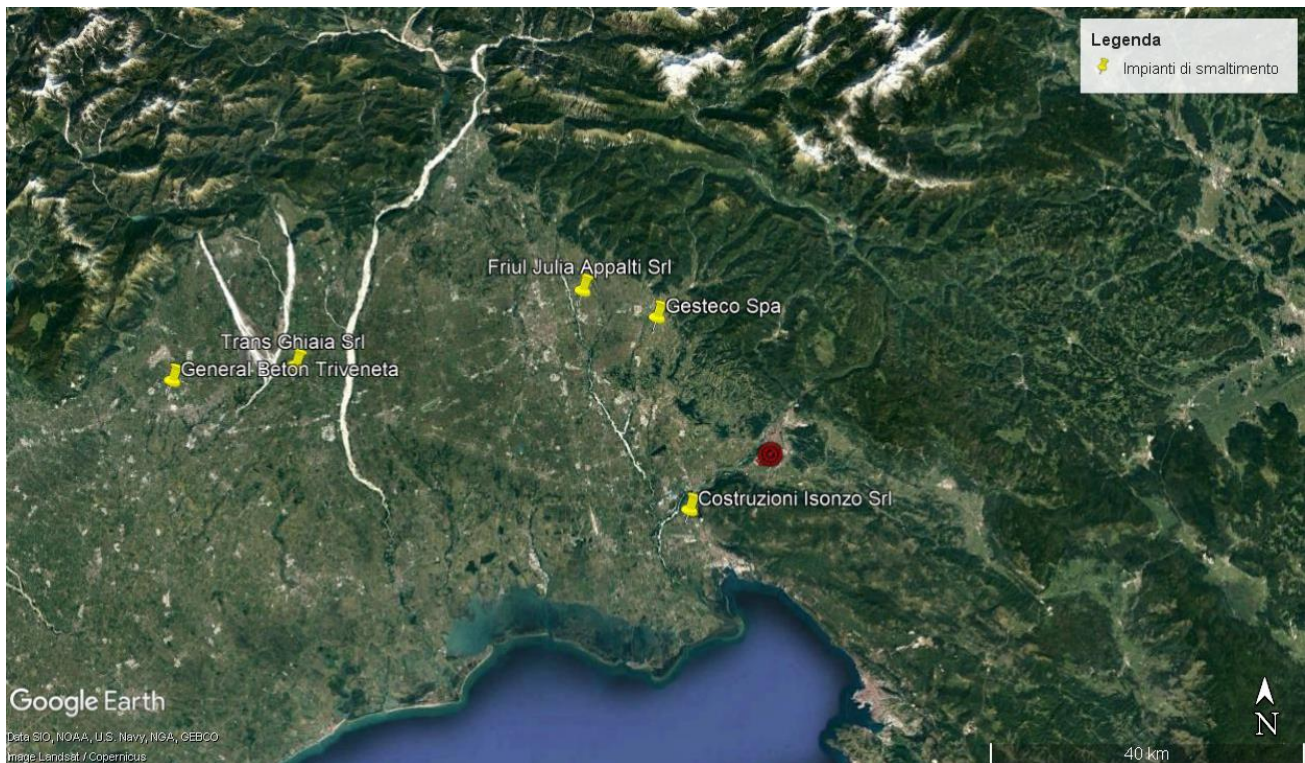 Legenda
Impianti di smaltimento
Friul Julia Appalti Srl
Gesteco Spa
Trans Ghiaia Srl
General Beton Triveneta
Costruzioni Isonzo Srl
Google Earth
Data SIO, NOAA, U.S. Navy, NGA, GEBCO
Image Landsat / Copernicus
N
40 km